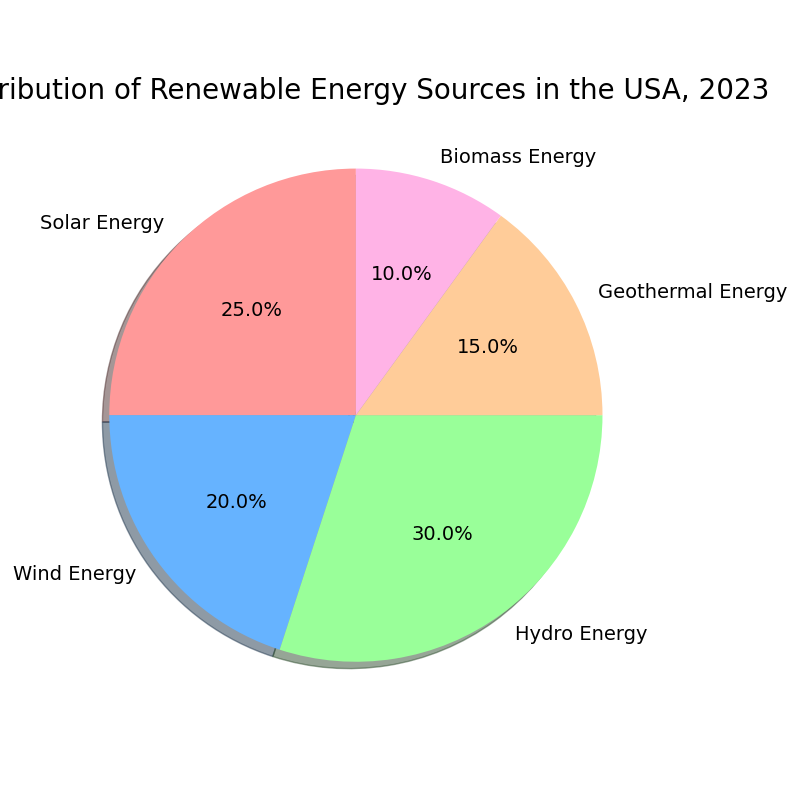 ribution of Renewable Energy Sources in the USA, 2023
Biomass Energy
Solar Energy
10.0%
Geothermal Energy
25.0%
15.0%
20.0%
30.0%
Wind Energy
Hydro Energy